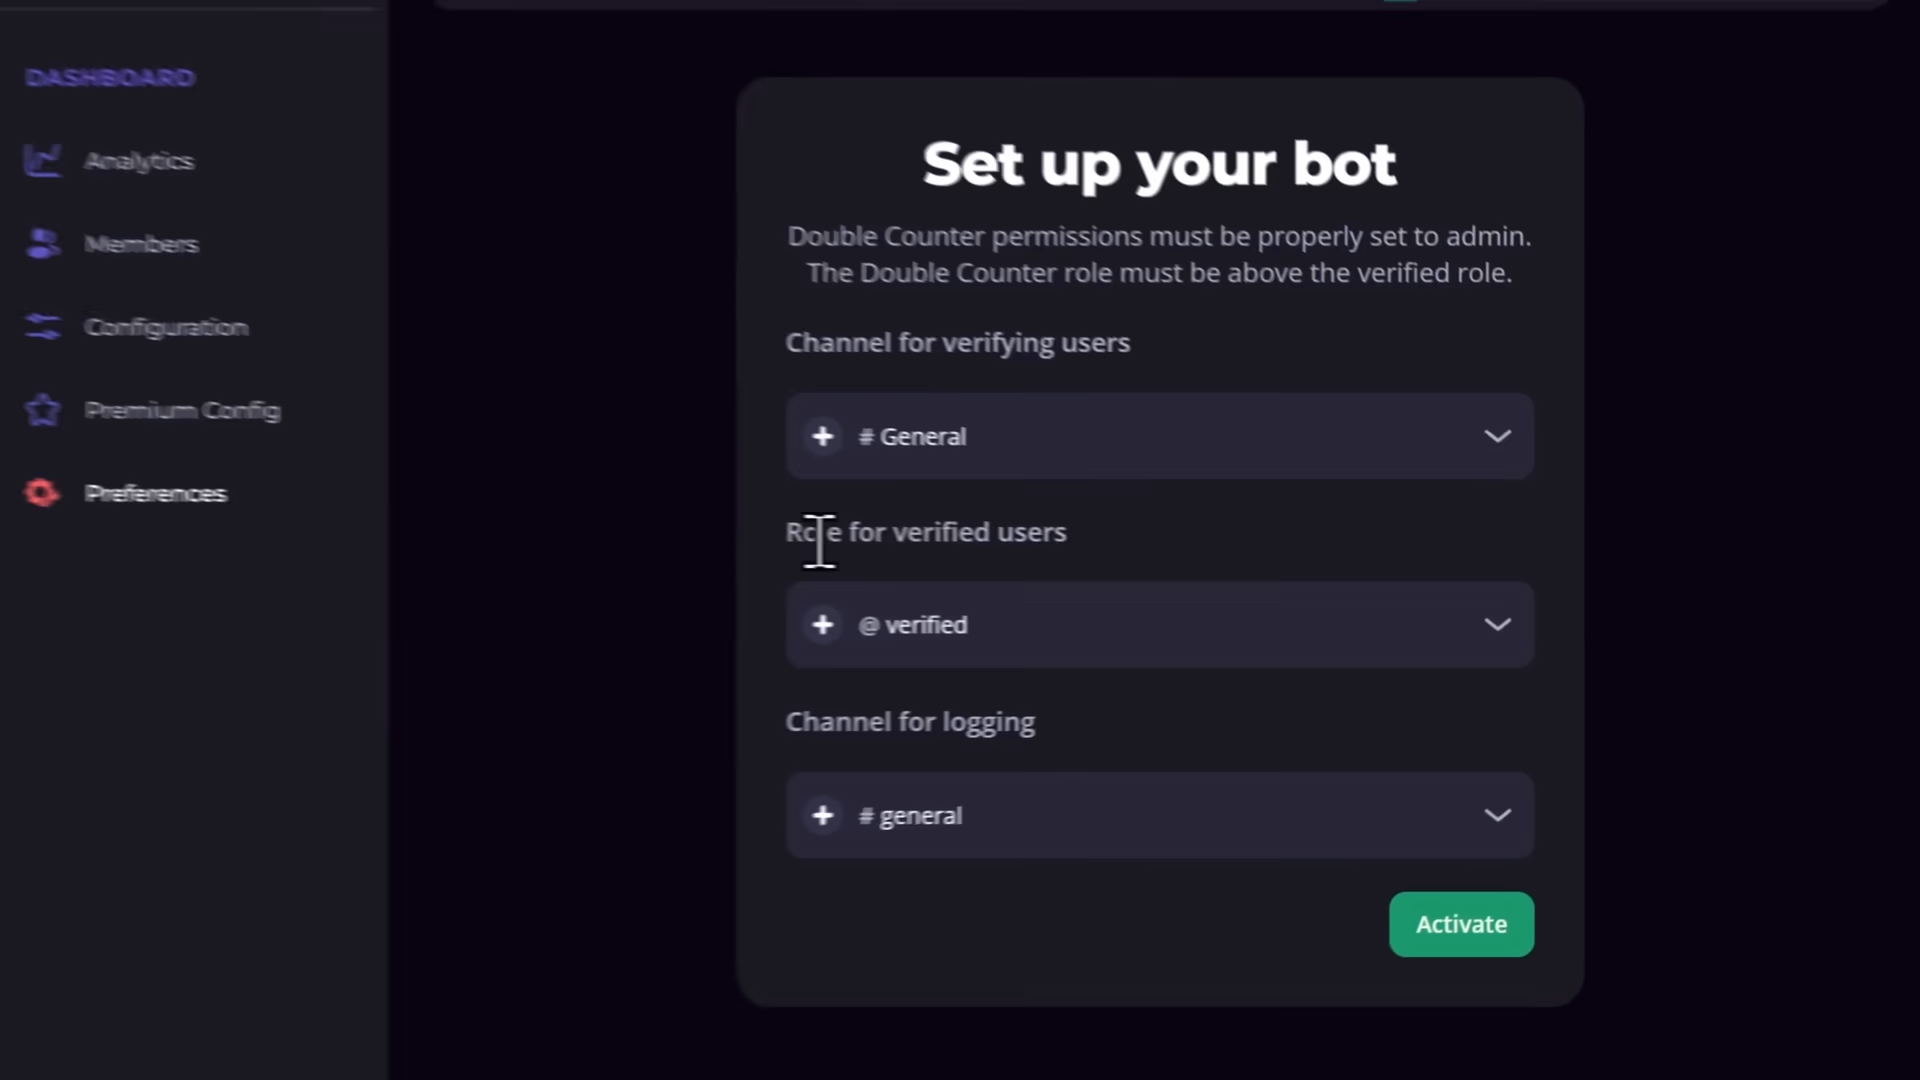 DASHBOARD
Analytics
Members
Configuration
Premium Config
Preferences
Set up your bot
Double Counter permissions must be properly set to admin.
The Double Counter role must be above the verified role.
Channel for verifying users
# General
Role for verified users
@ verified
Channel for logging
# general
Activate